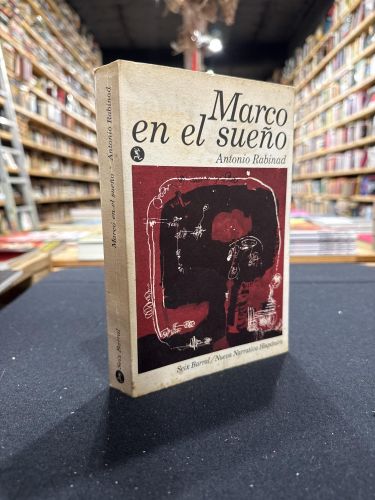 Marco
en el sueño
Antonio Rabinad
Seix Barral / Nueva Narrativa Hispánica
Marco en el sueño - Antonio Rabinad
Seix Barral